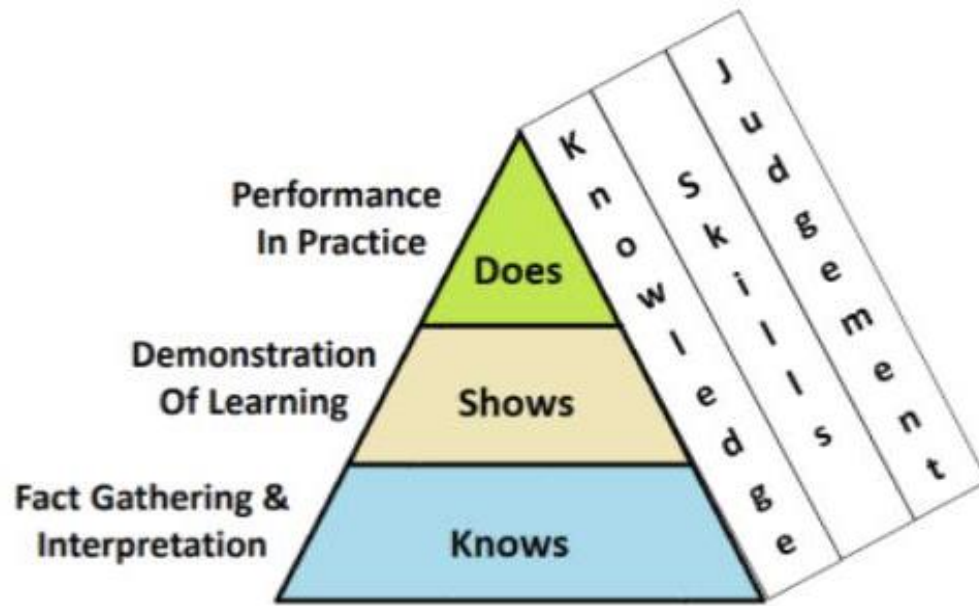 Performance
In Practice
Does
Demonstration
Of Learning
Shows
Fact Gathering &
Interpretation
Knows
Knowledge
Skills
Judgement